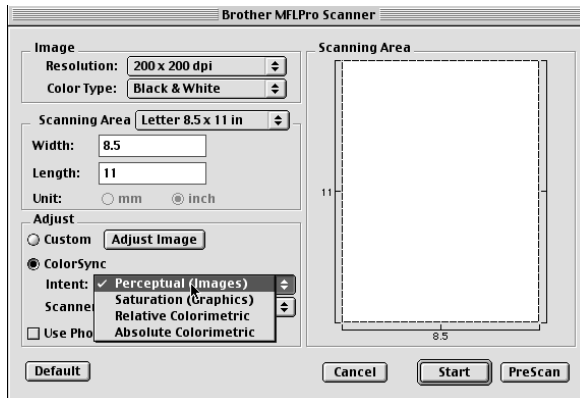 Brother MFLPro Scanner
Image
Resolution: 200 x 200 dpi
Color Type: Black & White
Scanning Area Letter 8.5 x 11 in
Width: 8.5
Length: 11
Unit: mm inch
Adjust
Custom Adjust Image
ColorSync
Intent: ✓ Perceptual (Images)
Saturation (Graphics)
Scanner
Relative Colorimetric
Use Pho
Absolute Colorimetric
Default
Scanning Area
11
8.5
Cancel Start PreScan